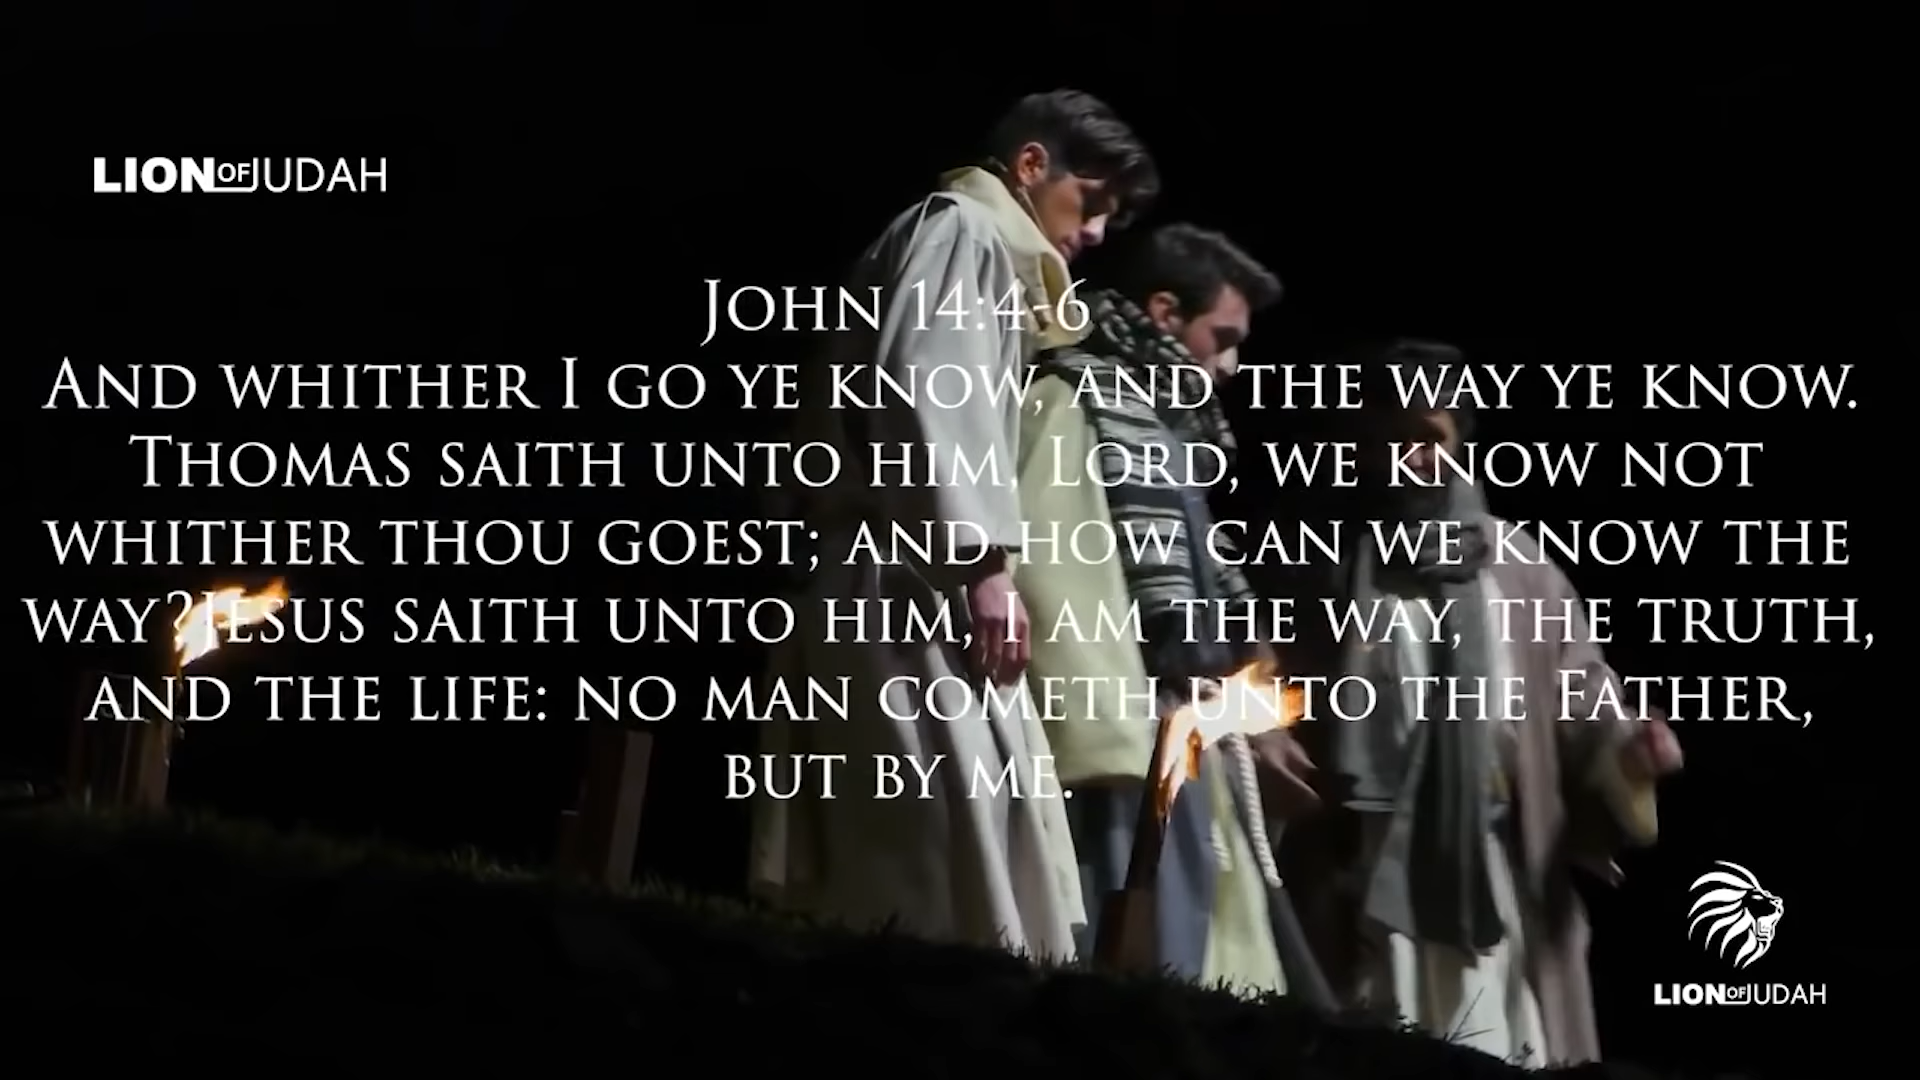 LION OF JUDAH
John 14:4-6
And whither I go ye know, and the way ye know.
Thomas saith unto him, Lord, we know not
whither thou goest; and how can we know the
way?Jesus saith unto him, I am the way, the truth,
and the life: no man cometh unto the Father,
but by me.
LION OF JUDAH